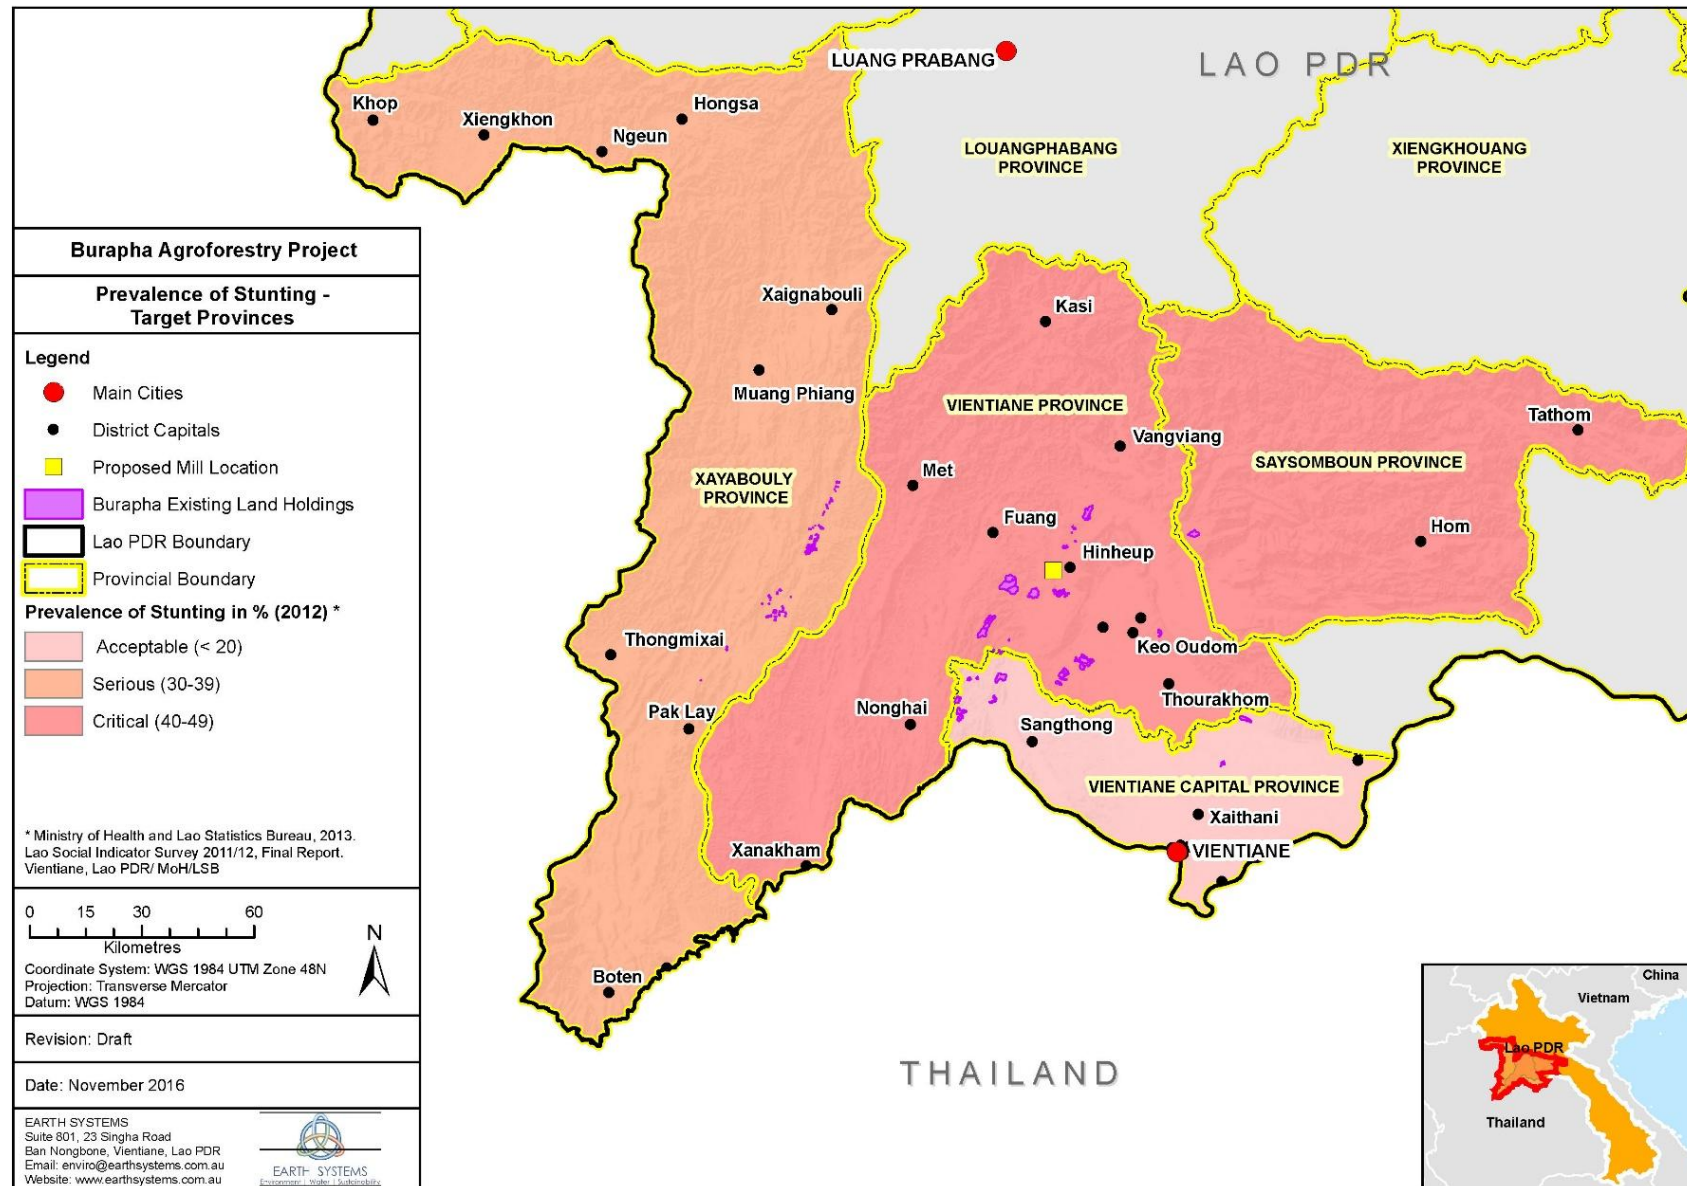 LUANG PRABANG
LAO PDR
Khop
Xiengkhon
Hongsa
Ngeun
LOUANGPHABANG
PROVINCE
XIENGKHOUANG
PROVINCE
Xaignabouli
Kasi
Muang Phiang
VIENTIANE PROVINCE
Tathom
Vangviang
Met
SAYSOMBOUN PROVINCE
XAYABOULY
PROVINCE
Fuang
Hom
Hinheup
Thongmixai
Keo Oudom
Pak Lay
Nonghai
Thourakhom
Sangthong
VIENTIANE CAPITAL PROVINCE
Xaithani
Xanakham
VIENTIANE
Boten
THAILAND
Burapha Agroforestry Project
Prevalence of Stunting -
Target Provinces
Legend
Main Cities
District Capitals
Proposed Mill Location
Burapha Existing Land Holdings
Lao PDR Boundary
Provincial Boundary
Prevalence of Stunting in % (2012) *
Acceptable (< 20)
Serious (30-39)
Critical (40-49)
* Ministry of Health and Lao Statistics Bureau, 2013.
Lao Social Indicator Survey 2011/12, Final Report.
Vientiane, Lao PDR/ MoH/LSB
0 15 30 60
Kilometres
N
Coordinate System: WGS 1984 UTM Zone 48N
Projection: Transverse Mercator
Datum: WGS 1984
Revision: Draft
Date: November 2016
EARTH SYSTEMS
Suite 801, 23 Singha Road
Ban Nongbone, Vientiane, Lao PDR
Email: enviro@earthsystems.com.au
Website: www.earthsystems.com.au
EARTH SYSTEMS
Environment | Water | Sustainability
China
Vietnam
Lao PDR
Thailand